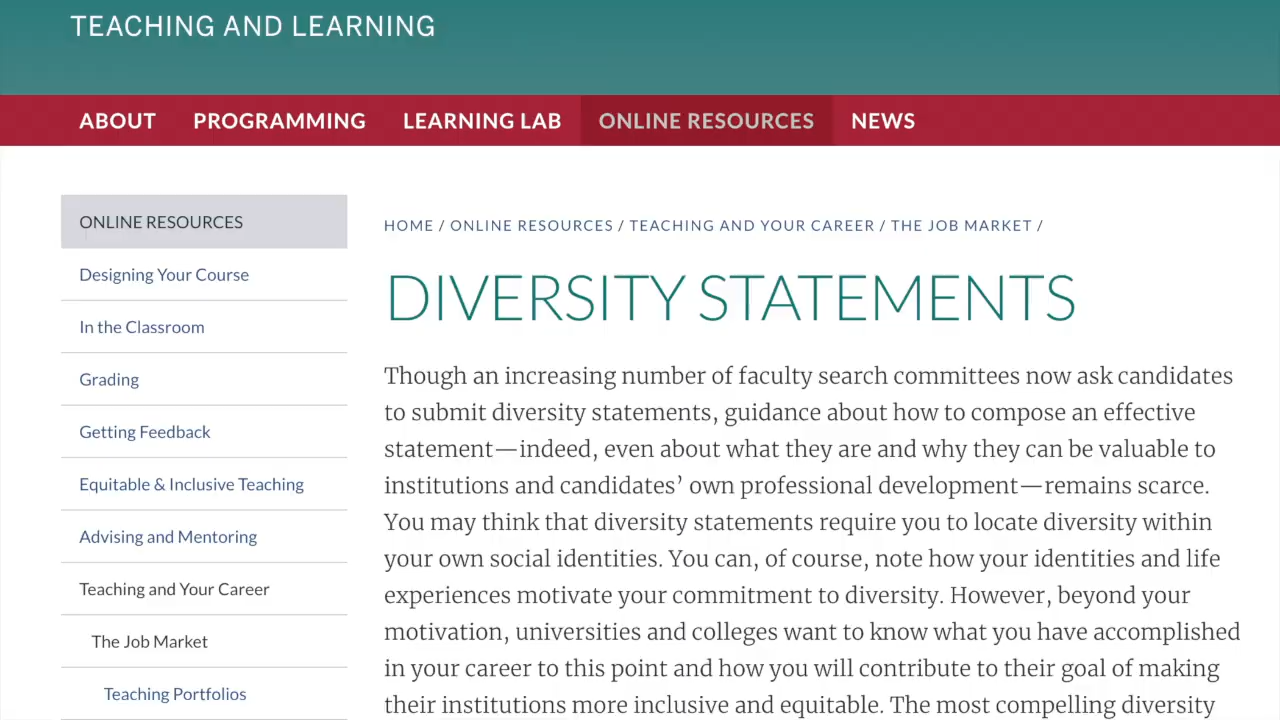 TEACHING AND LEARNING
ABOUT PROGRAMMING LEARNING LAB ONLINE RESOURCES NEWS
ONLINE RESOURCES
Designing Your Course
In the Classroom
Grading
Getting Feedback
Equitable & Inclusive Teaching
Advising and Mentoring
Teaching and Your Career
The Job Market
Teaching Portfolios
HOME / ONLINE RESOURCES / TEACHING AND YOUR CAREER / THE JOB MARKET /
DIVERSITY STATEMENTS
Though an increasing number of faculty search committees now ask candidates
to submit diversity statements, guidance about how to compose an effective
statement—indeed, even about what they are and why they can be valuable to
institutions and candidates’ own professional development—remains scarce.
You may think that diversity statements require you to locate diversity within
your own social identities. You can, of course, note how your identities and life
experiences motivate your commitment to diversity. However, beyond your
motivation, universities and colleges want to know what you have accomplished
in your career to this point and how you will contribute to their goal of making
their institutions more inclusive and equitable. The most compelling diversity